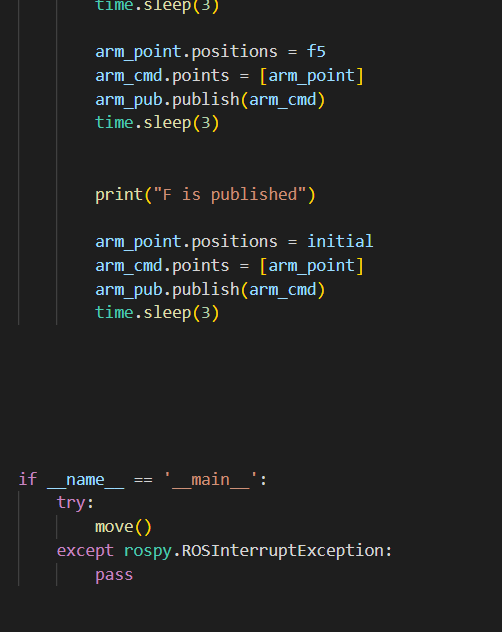 time.sleep(3)
arm_point.positions = f5
arm_cmd.points = [arm_point]
arm_pub.publish(arm_cmd)
time.sleep(3)
print("F is published")
arm_point.positions = initial
arm_cmd.points = [arm_point]
arm_pub.publish(arm_cmd)
time.sleep(3)
if __name__ == '__main__':
try:
move()
except rospy.ROSInterruptException:
pass